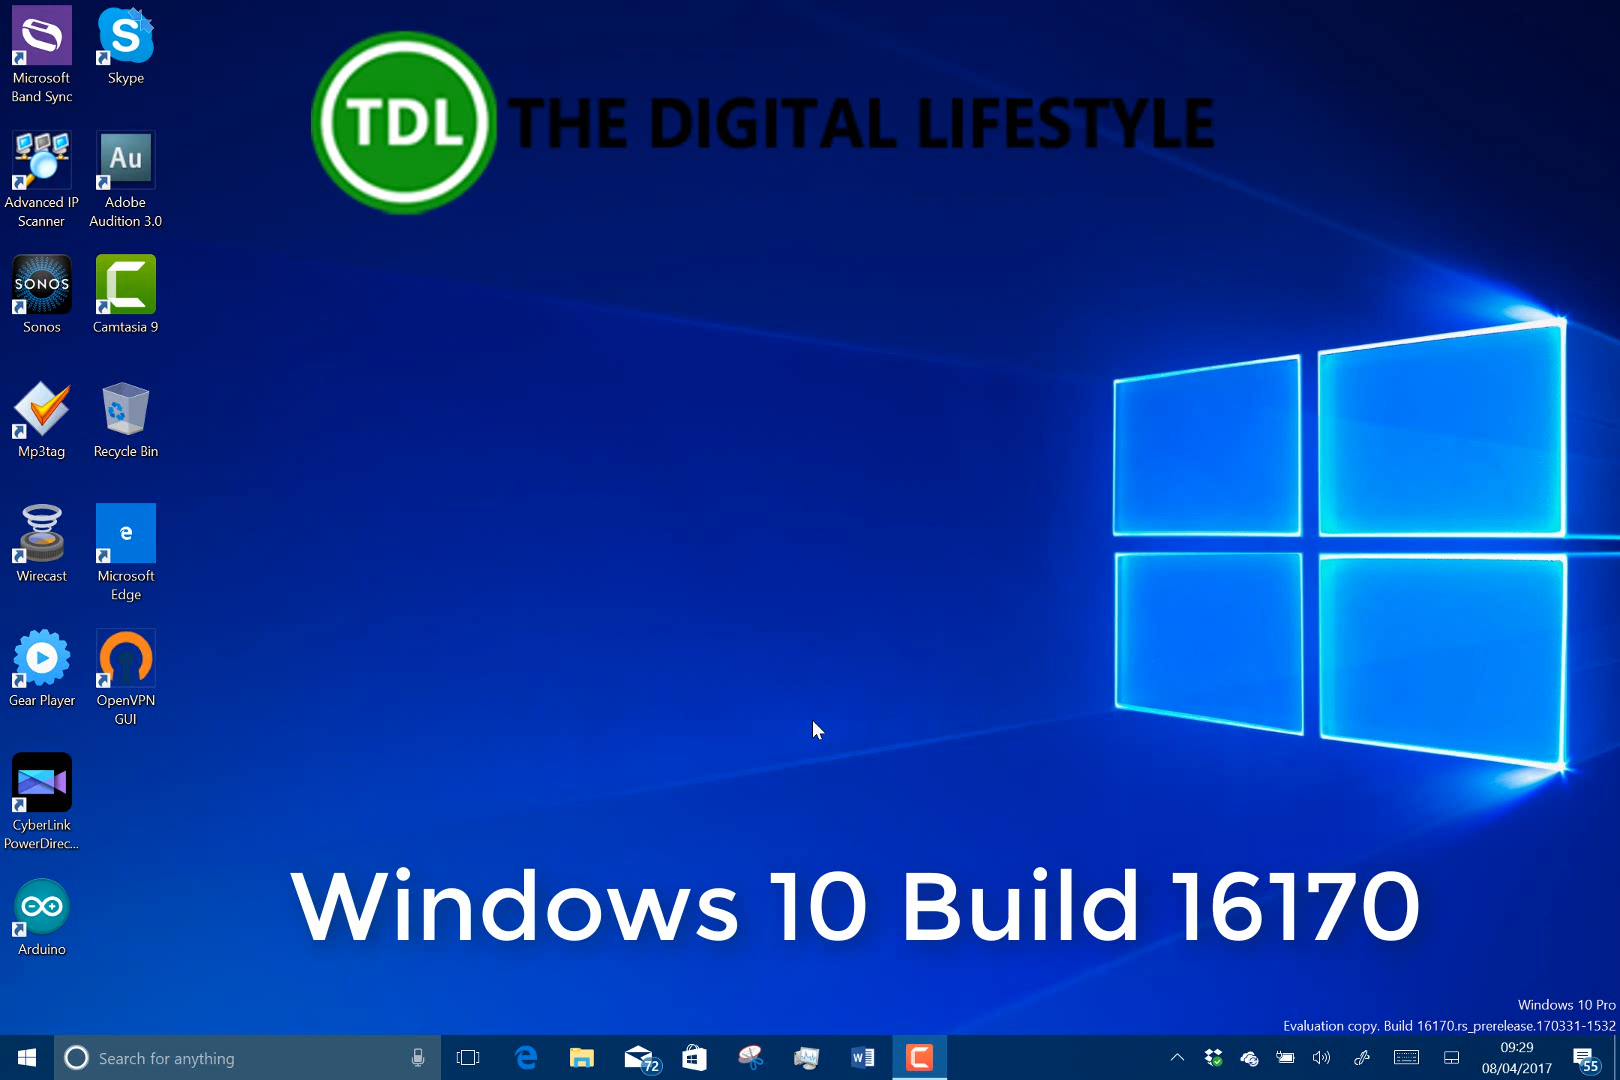 Microsoft
Band Sync
Skype
TDL THE DIGITAL LIFESTYLE
Advanced IP
Scanner
Au
Adobe
Audition 3.0
SONOS
Sonos
Camtasia 9
Mp3tag
Recycle Bin
Wirecast
Microsoft
Edge
Gear Player
OpenVPN
GUI
CyberLink
PowerDirec...
Arduino
Windows 10 Build 16170
Windows 10 Pro
Evaluation copy. Build 16170.rs_prerelease.170331-1532
Search for anything
72
09:29
08/04/2017
55